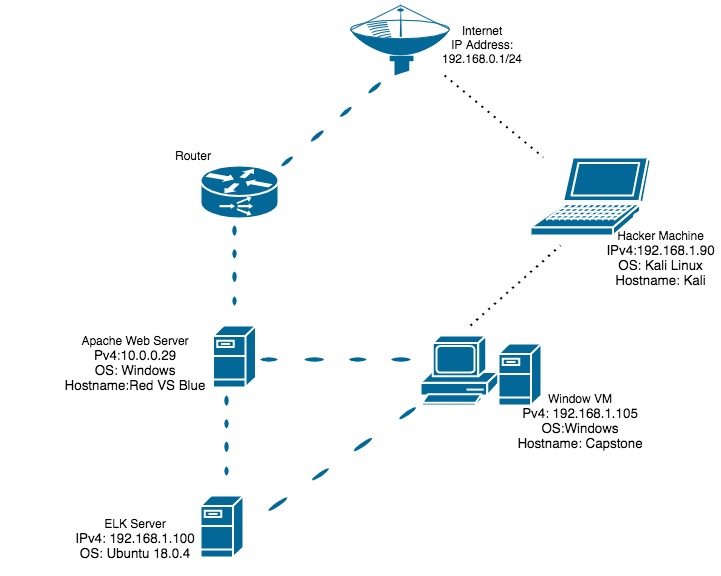 Internet
IP Address:
192.168.0.1/24
Router
Hacker Machine
IPv4:192.168.1.90
OS: Kali Linux
Hostname: Kali
Apache Web Server
Pv4:10.0.0.29
OS: Windows
Hostname:Red VS Blue
Window VM
Pv4: 192.168.1.105
OS:Windows
Hostname: Capstone
ELK Server
IPv4: 192.168.1.100
OS: Ubuntu 18.0.4